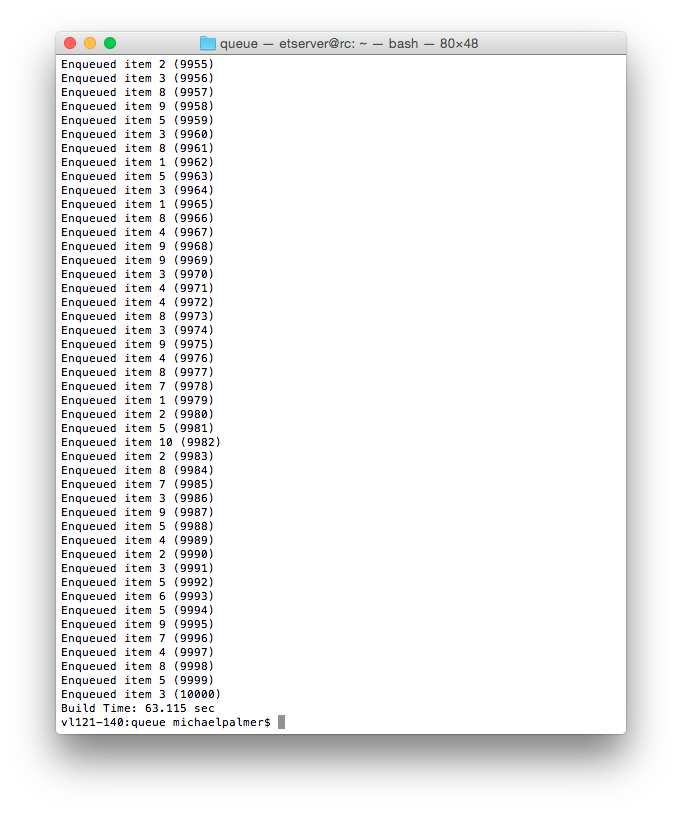 queue — etserver@rc: ~ — bash — 80×48
Enqueued item 2 (9955)
Enqueued item 3 (9956)
Enqueued item 8 (9957)
Enqueued item 9 (9958)
Enqueued item 5 (9959)
Enqueued item 3 (9960)
Enqueued item 8 (9961)
Enqueued item 1 (9962)
Enqueued item 5 (9963)
Enqueued item 3 (9964)
Enqueued item 1 (9965)
Enqueued item 8 (9966)
Enqueued item 4 (9967)
Enqueued item 9 (9968)
Enqueued item 9 (9969)
Enqueued item 3 (9970)
Enqueued item 4 (9971)
Enqueued item 4 (9972)
Enqueued item 8 (9973)
Enqueued item 3 (9974)
Enqueued item 9 (9975)
Enqueued item 4 (9976)
Enqueued item 8 (9977)
Enqueued item 7 (9978)
Enqueued item 1 (9979)
Enqueued item 2 (9980)
Enqueued item 5 (9981)
Enqueued item 10 (9982)
Enqueued item 2 (9983)
Enqueued item 8 (9984)
Enqueued item 7 (9985)
Enqueued item 3 (9986)
Enqueued item 9 (9987)
Enqueued item 5 (9988)
Enqueued item 4 (9989)
Enqueued item 2 (9990)
Enqueued item 3 (9991)
Enqueued item 5 (9992)
Enqueued item 6 (9993)
Enqueued item 5 (9994)
Enqueued item 9 (9995)
Enqueued item 7 (9996)
Enqueued item 4 (9997)
Enqueued item 8 (9998)
Enqueued item 5 (9999)
Enqueued item 3 (10000)
Build Time: 63.115 sec
vl121-140:queue michaelpalmer$